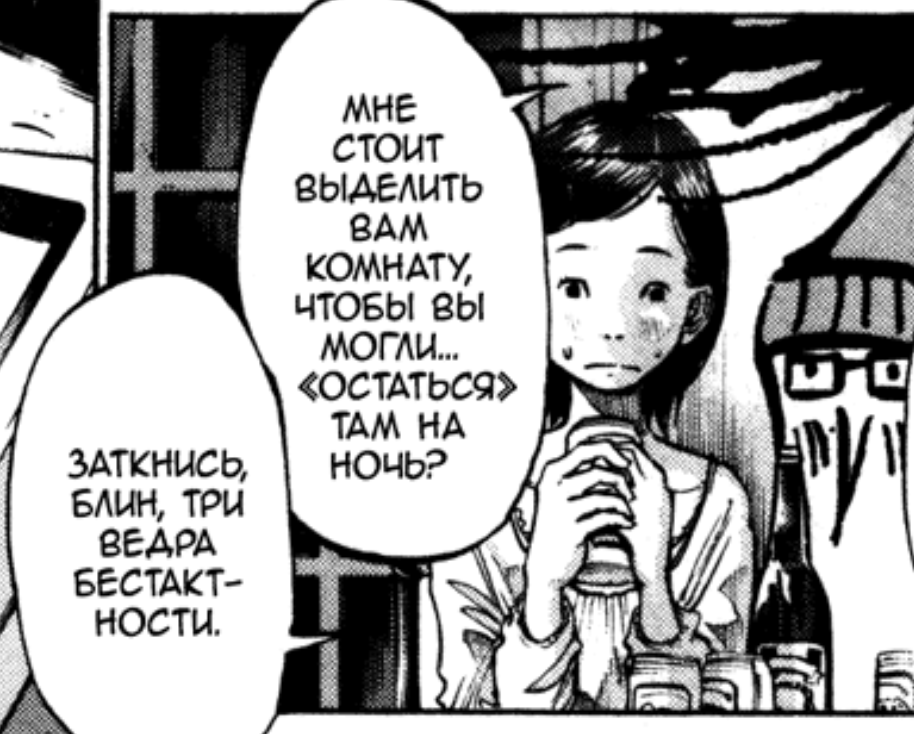 МНЕ
СТОИТ
ВЫДЕЛИТЬ
ВАМ
КОМНАТУ,
ЧТОБЫ ВЫ
МОГЛИ...
«ОСТАТЬСЯ»
ТАМ НА
НОЧЬ?
ЗАТКНИСЬ,
БЛИН, ТРИ
ВЕДРА
БЕСТАКТ-
НОСТИ.